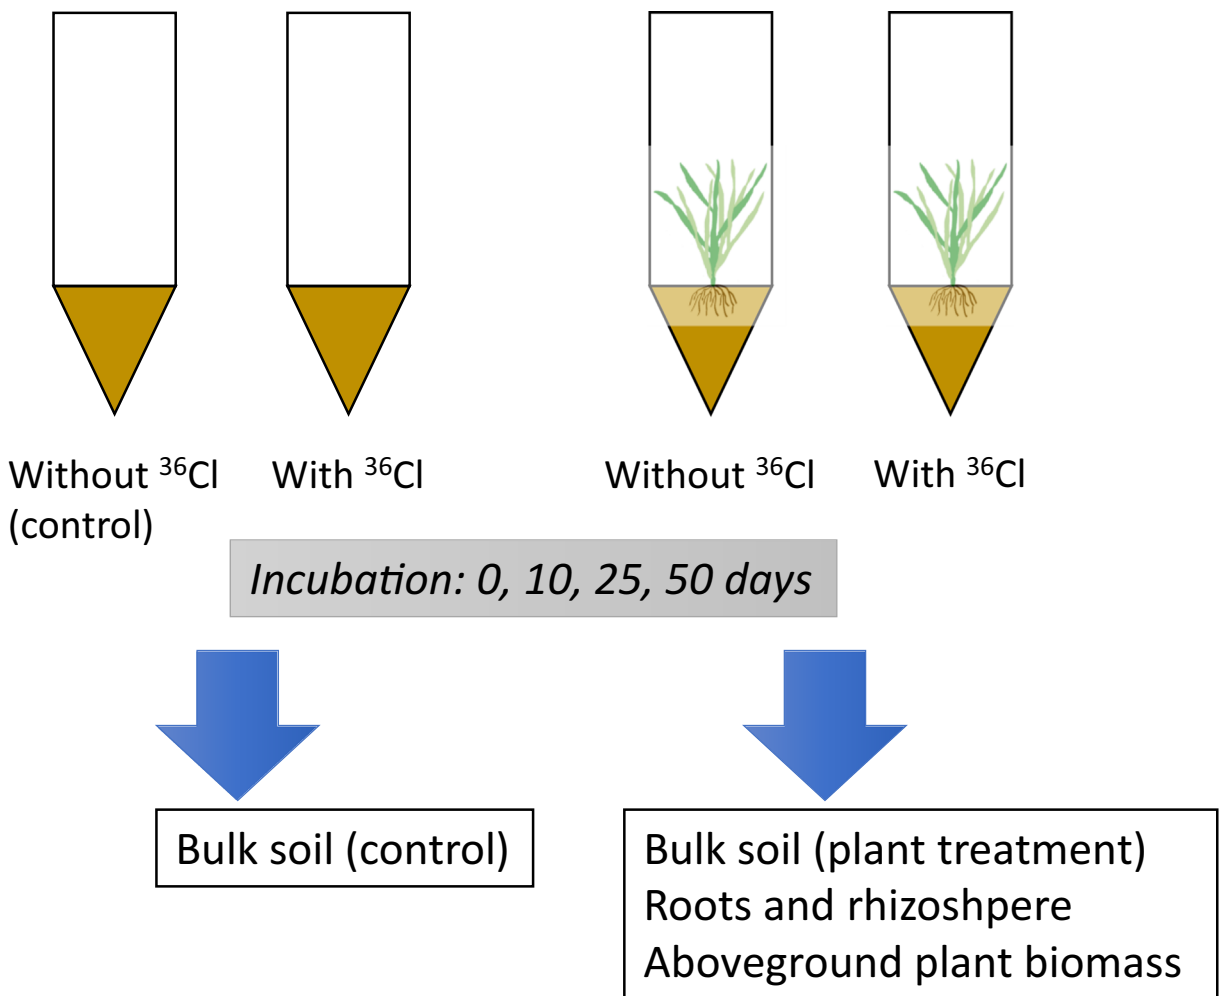 Without ³⁶Cl
(control)
With ³⁶Cl
Without ³⁶Cl
With ³⁶Cl
Incubation: 0, 10, 25, 50 days
Bulk soil (control)
Bulk soil (plant treatment)
Roots and rhizoshpere
Aboveground plant biomass